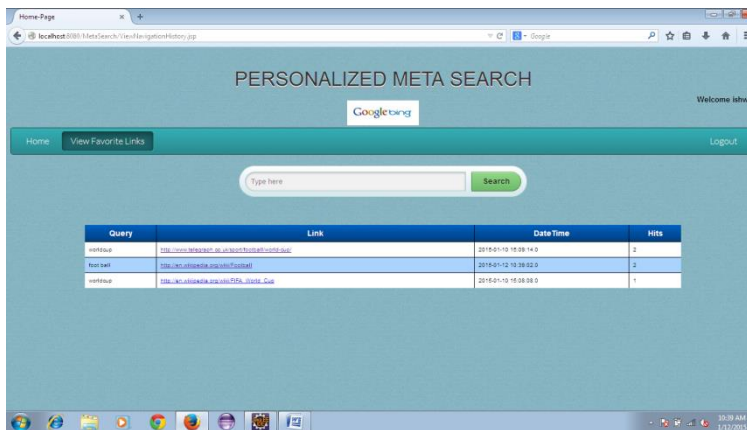 Home-Page
localhost:8080/MetaSearch/ViewNavigationHistory.jsp
Google
PERSONALIZED META SEARCH
Welcome ishw
Google bing
Home View Favorite Links Logout
Type here Search
Query Link DateTime Hits
worldcup http://www.telegraph.co.uk/sport/football/world-cup/ 2015-01-10 15:09:14.0 2
foot ball http://en.wikipedia.org/wiki/Football 2015-01-12 10:39:02.0 2
worldcup http://en.wikipedia.org/wiki/FIFA_World_Cup 2015-01-10 15:09:08.0 1
10:39 AM
1/12/2015